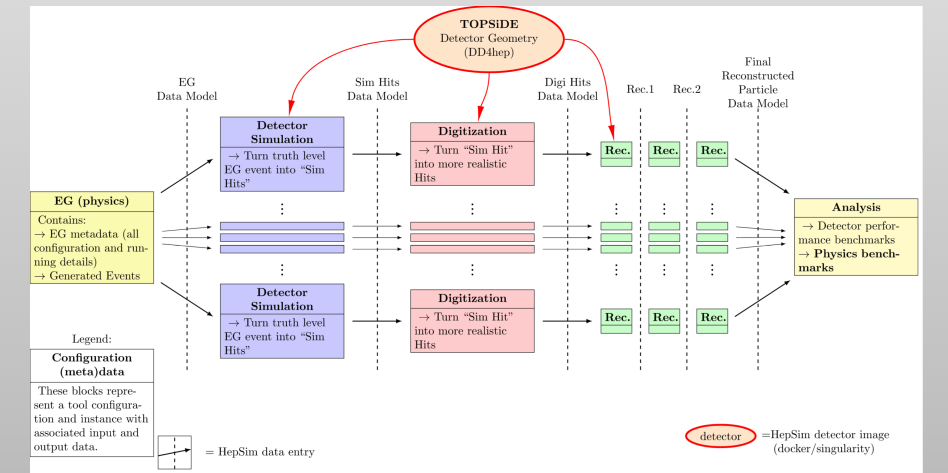 TOPSiDE
Detector Geometry
(DD4hep)
EG
Data Model
Sim Hits
Data Model
Digi Hits
Data Model
Rec.1
Rec.2
Final
Reconstructed
Particle
Data Model
Detector
Simulation
→ Turn truth level
EG event into “Sim
Hits”
Digitization
→ Turn “Sim Hit”
into more realistic
Hits
Rec.
Rec.
Rec.
EG (physics)
Contains:
→ EG metadata (all
configuration and run-
ning details)
→ Generated Events
Analysis
→ Detector perfor-
mance benchmarks
→ Physics bench-
marks
Detector
Simulation
→ Turn truth level
EG event into “Sim
Hits”
Digitization
→ Turn “Sim Hit”
into more realistic
Hits
Rec.
Rec.
Rec.
Legend:
Configuration
(meta)data
These blocks repre-
sent a tool configura-
tion and instance with
associated input and
output data.
= HepSim data entry
detector
=HepSim detector image
(docker/singularity)